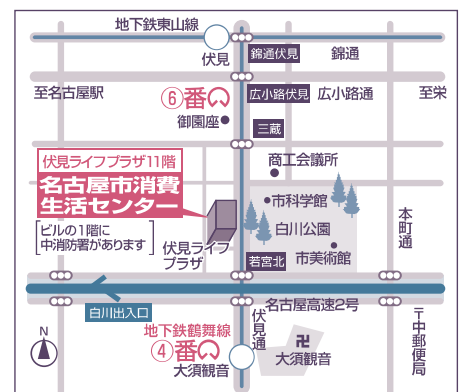 地下鉄東山線
伏見
錦通伏見
錦通
至名古屋駅
⑥番
広小路伏見
広小路通
至栄
御園座
三蔵
伏見ライフプラザ11階
名古屋市消費
生活センター
ビルの1階に
中消防署があります
商工会議所
市科学館
白川公園
本町通
伏見ライフ
プラザ
若宮北
市美術館
白川出入口
名古屋高速2号
伏見通
〒中郵便局
N
地下鉄鶴舞線
④番
大須観音
卍
大須観音